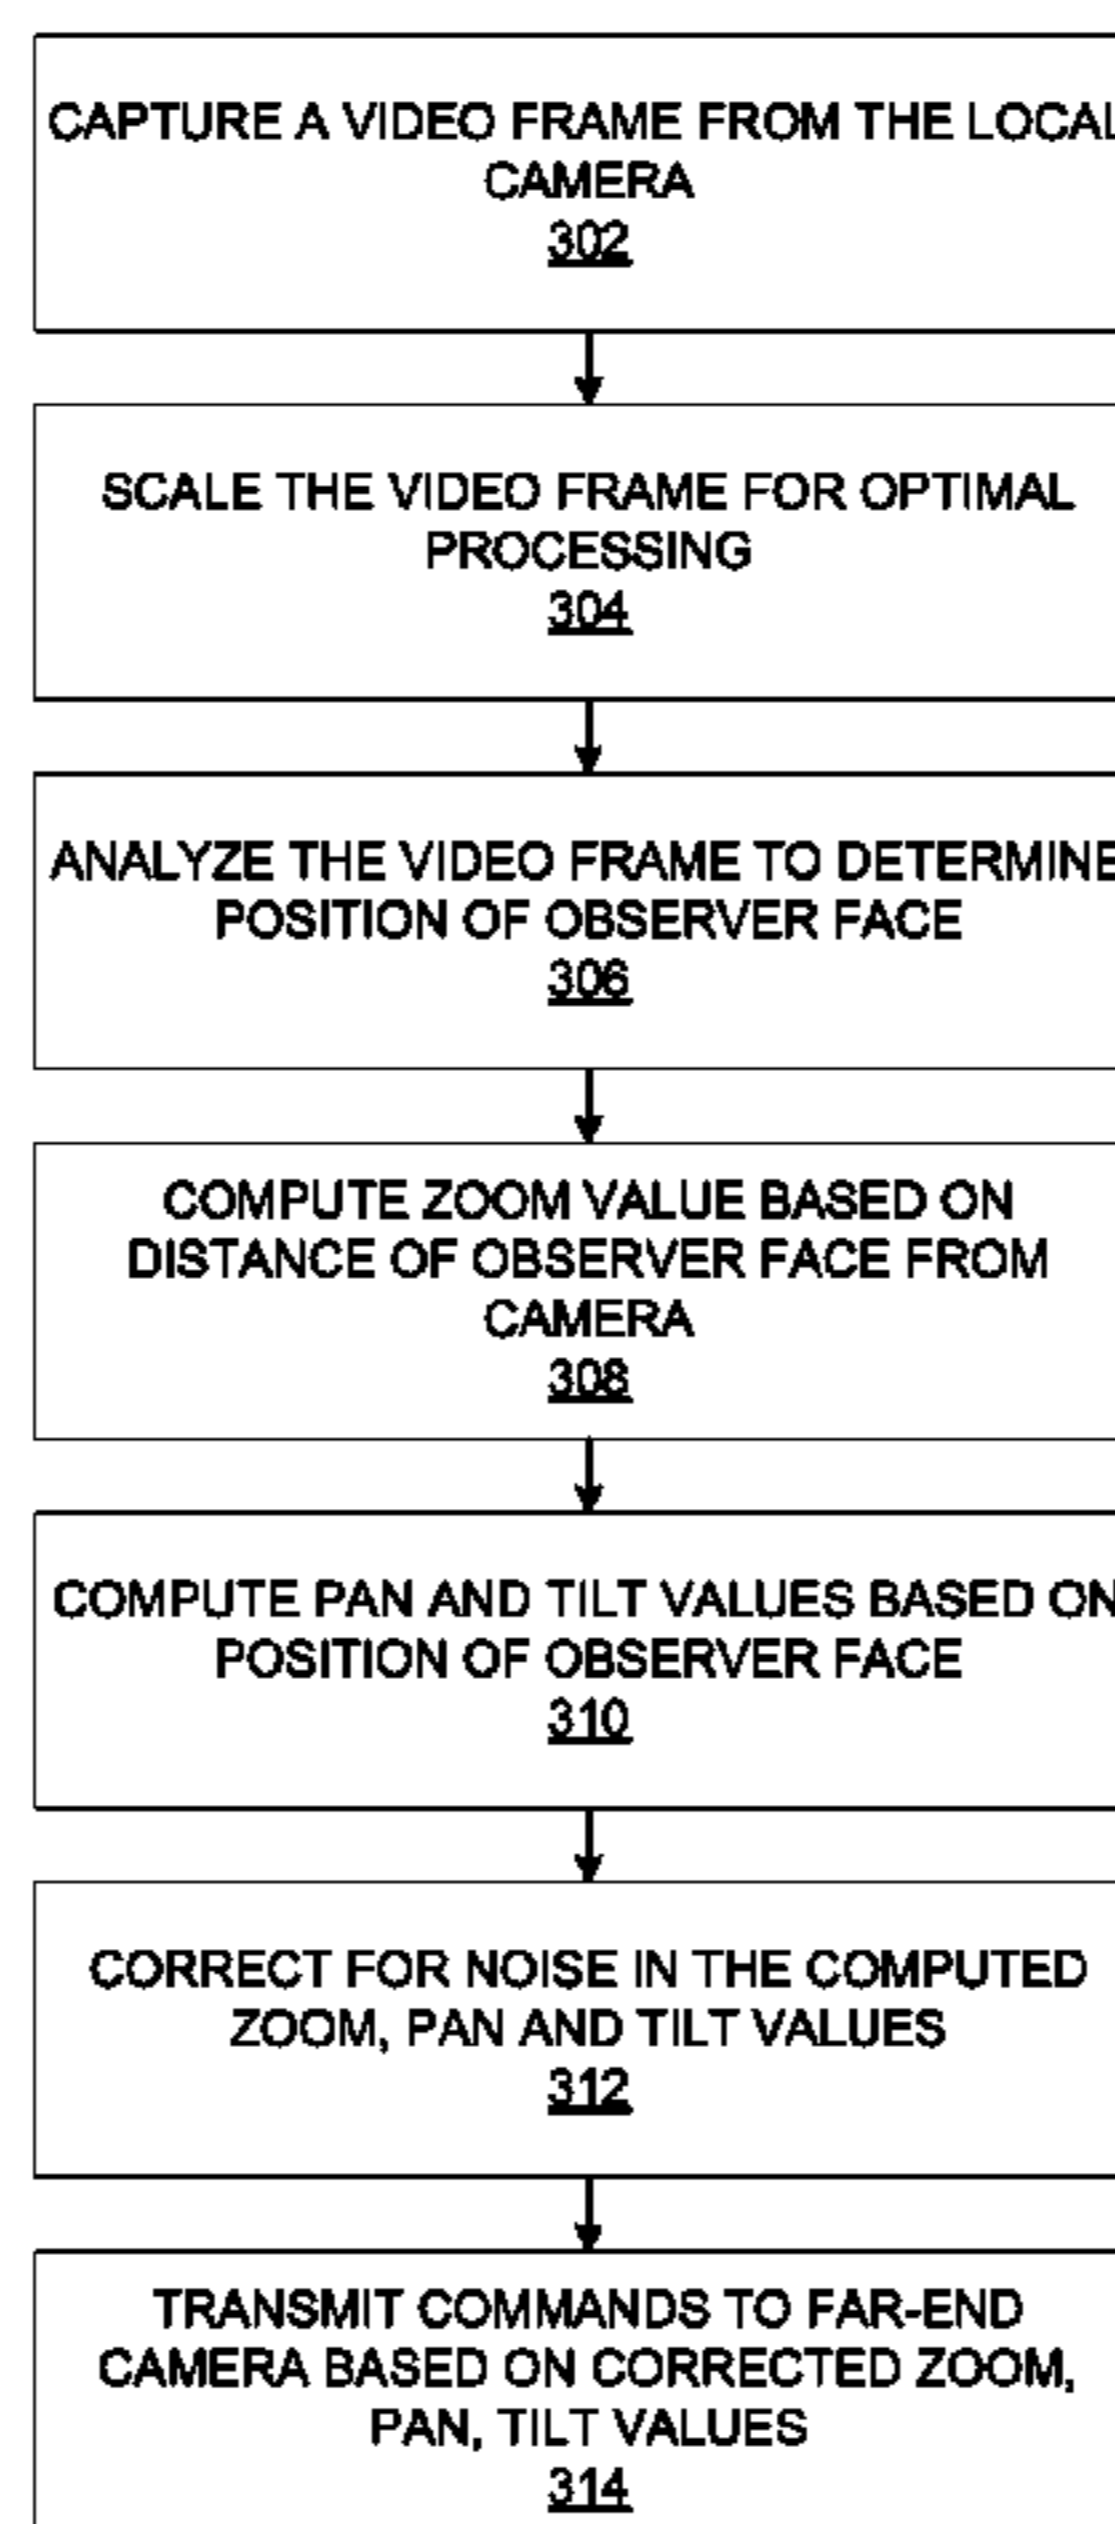 CAPTURE A VIDEO FRAME FROM THE LOCAL
CAMERA
302
SCALE THE VIDEO FRAME FOR OPTIMAL
PROCESSING
304
ANALYZE THE VIDEO FRAME TO DETERMINE
POSITION OF OBSERVER FACE
306
COMPUTE ZOOM VALUE BASED ON
DISTANCE OF OBSERVER FACE FROM
CAMERA
308
COMPUTE PAN AND TILT VALUES BASED ON
POSITION OF OBSERVER FACE
310
CORRECT FOR NOISE IN THE COMPUTED
ZOOM, PAN AND TILT VALUES
312
TRANSMIT COMMANDS TO FAR-END
CAMERA BASED ON CORRECTED ZOOM,
PAN, TILT VALUES
314